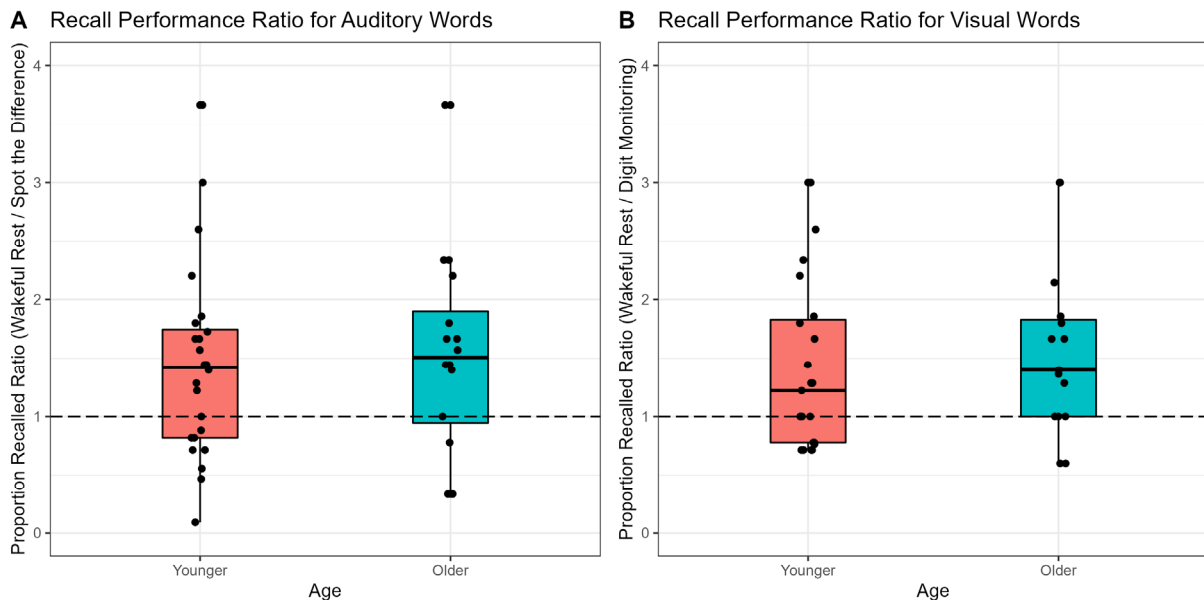 A Recall Performance Ratio for Auditory Words
Proportion Recalled Ratio (Wakeful Rest / Spot the Difference)
4
3
2
1
0
Younger Older
Age
B Recall Performance Ratio for Visual Words
Proportion Recalled Ratio (Wakeful Rest / Digit Monitoring)
4
3
2
1
0
Younger Older
Age